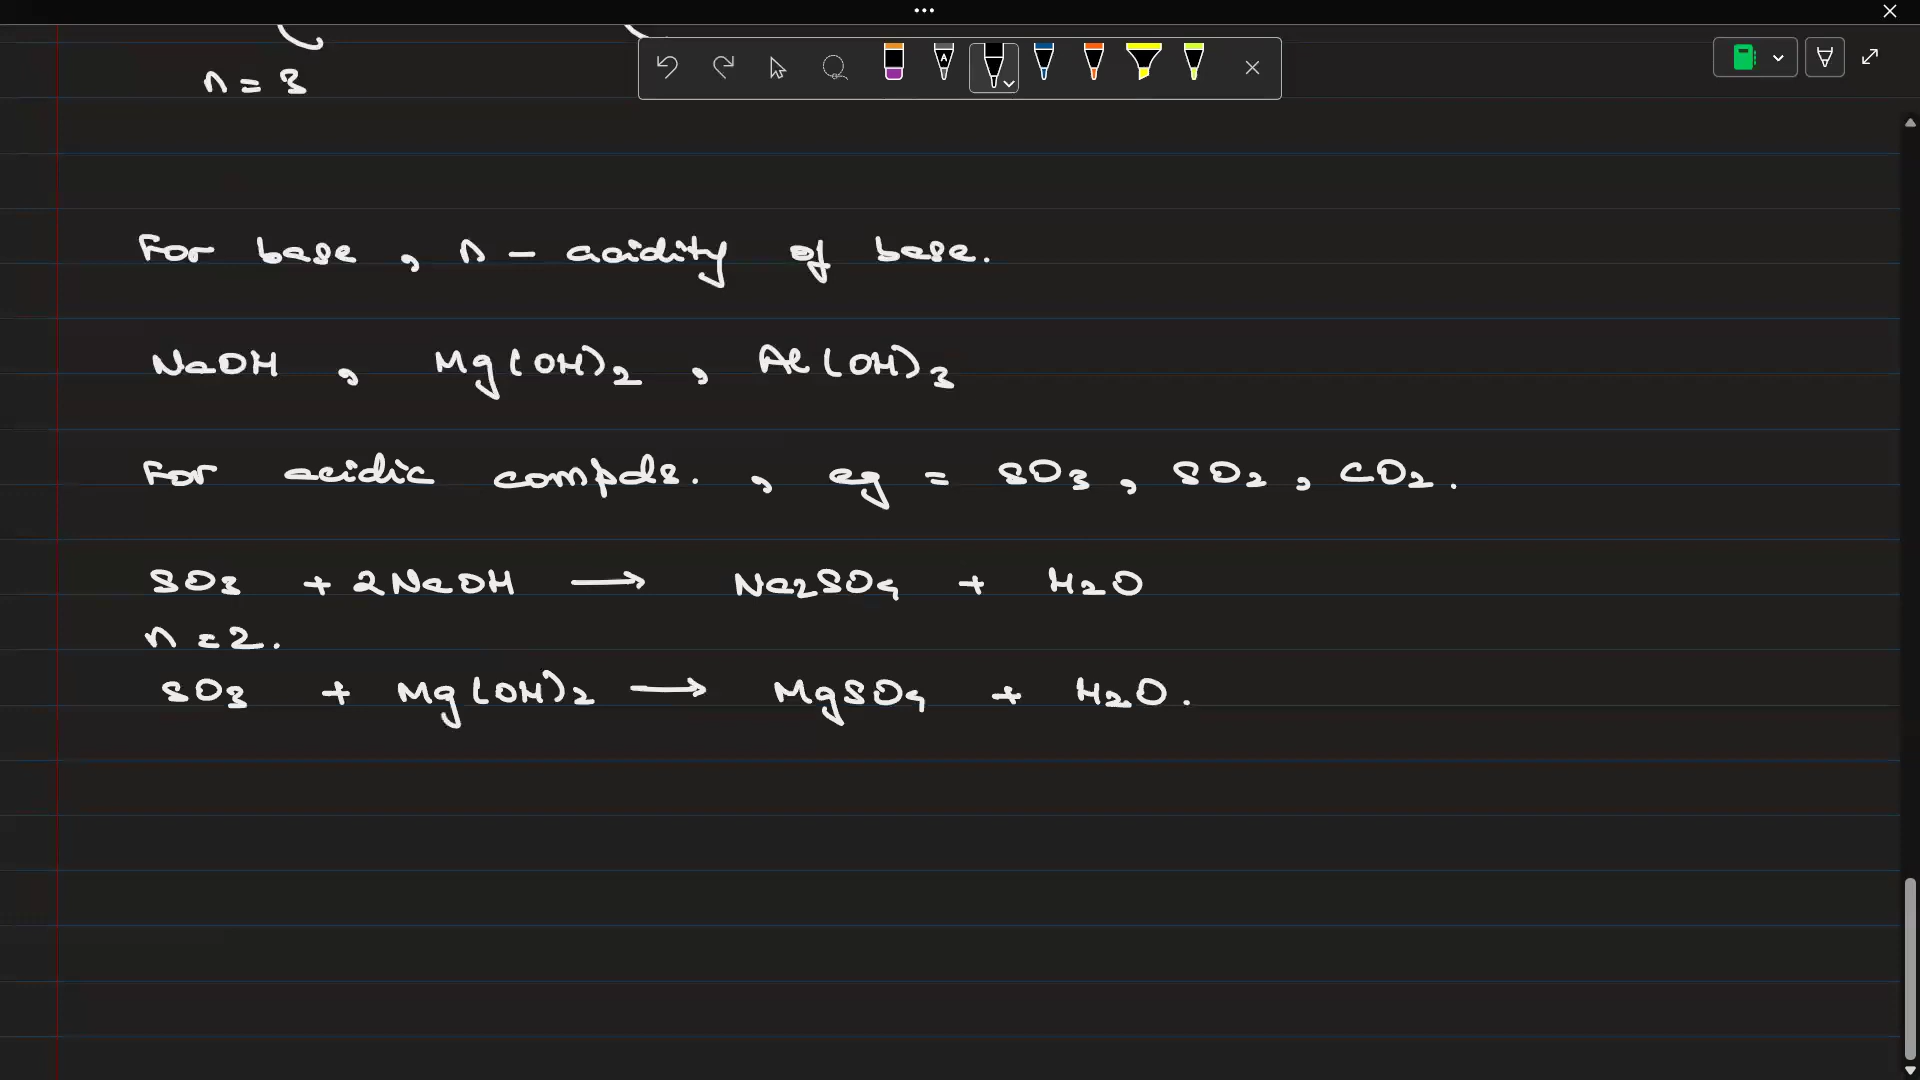 n = 3
For base , n - acidity of base.
NaOH , Mg(OH)2 , Al(OH)3
For acidic compds. , eg = SO3 , SO2 , CO2 .
SO3 + 2NaOH → Na2SO4 + H2O
n = 2.
SO3 + Mg(OH)2 → MgSO4 + H2O.